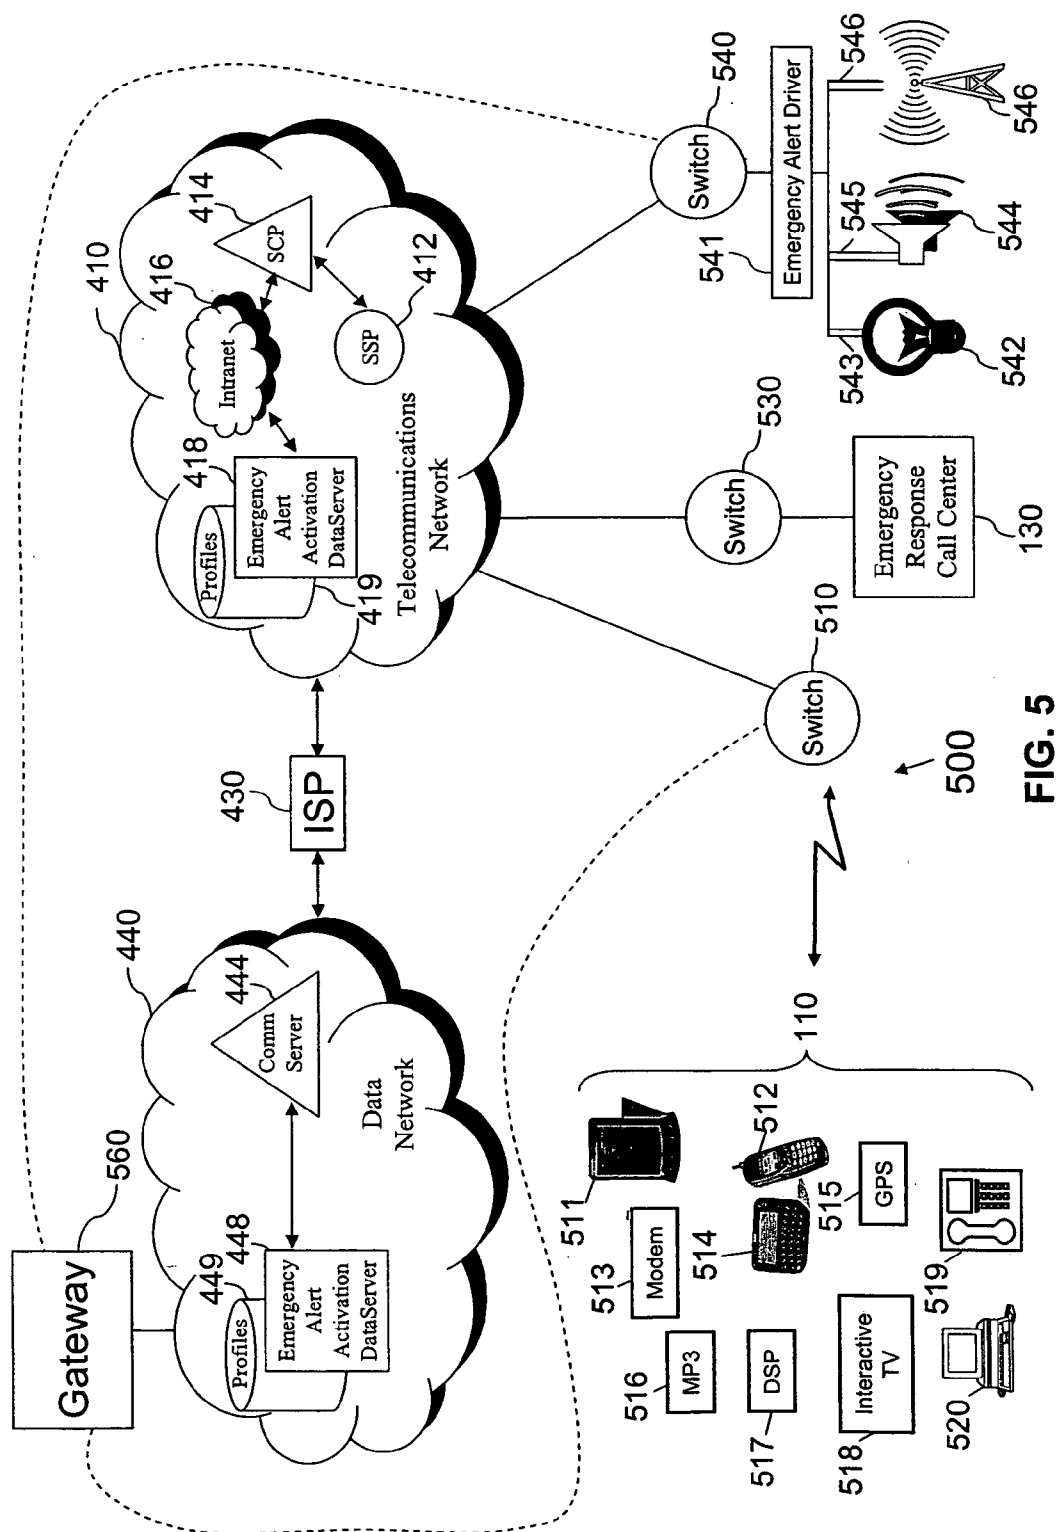 Gateway
560
Profiles
449
448
Emergency
Alert
Activation
DataServer
440
444
Comm
Server
Data
Network
430
ISP
410
416
Intranet
414
SCP
SSP
412
418
Profiles
Emergency
Alert
Activation
DataServer
419
Telecommunications
Network
Switch
540
541
Emergency Alert Driver
543
542
545
544
546
546
Switch
530
Emergency
Response
Call Center
130
Switch
510
110
511
513
Modem
512
514
515
GPS
516
MP3
517
DSP
518
Interactive
TV
519
520
500
FIG. 5